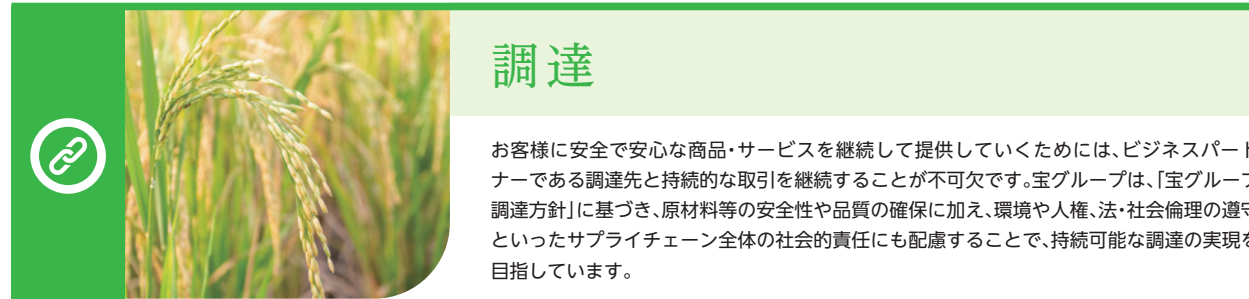 調達
お客様に安全で安心な商品・サービスを継続して提供していくためには、ビジネスパート
ナーである調達先と持続的な取引を継続することが不可欠です。宝グループは、「宝グループ
調達方針」に基づき、原材料等の安全性や品質の確保に加え、環境や人権、法・社会倫理の遵守
といったサプライチェーン全体の社会的責任にも配慮することで、持続可能な調達の実現を
目指しています。